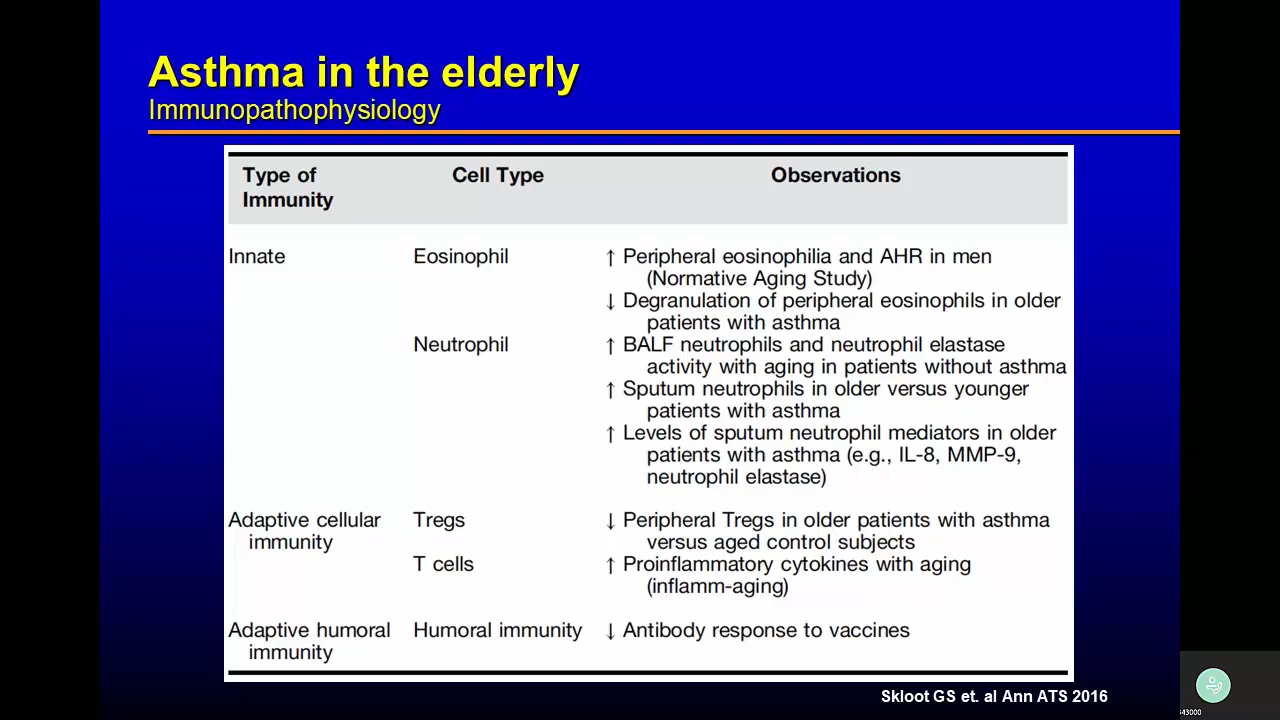 Asthma in the elderly
Immunopathophysiology
Type of Immunity Cell Type Observations
Innate Eosinophil ↑ Peripheral eosinophilia and AHR in men
(Normative Aging Study)
↓ Degranulation of peripheral eosinophils in older
patients with asthma
Neutrophil ↑ BALF neutrophils and neutrophil elastase
activity with aging in patients without asthma
↑ Sputum neutrophils in older versus younger
patients with asthma
↑ Levels of sputum neutrophil mediators in older
patients with asthma (e.g., IL-8, MMP-9,
neutrophil elastase)
Adaptive cellular immunity Tregs ↓ Peripheral Tregs in older patients with asthma
versus aged control subjects
T cells ↑ Proinflammatory cytokines with aging
(inflamm-aging)
Adaptive humoral immunity Humoral immunity ↓ Antibody response to vaccines
Skloot GS et. al Ann ATS 2016